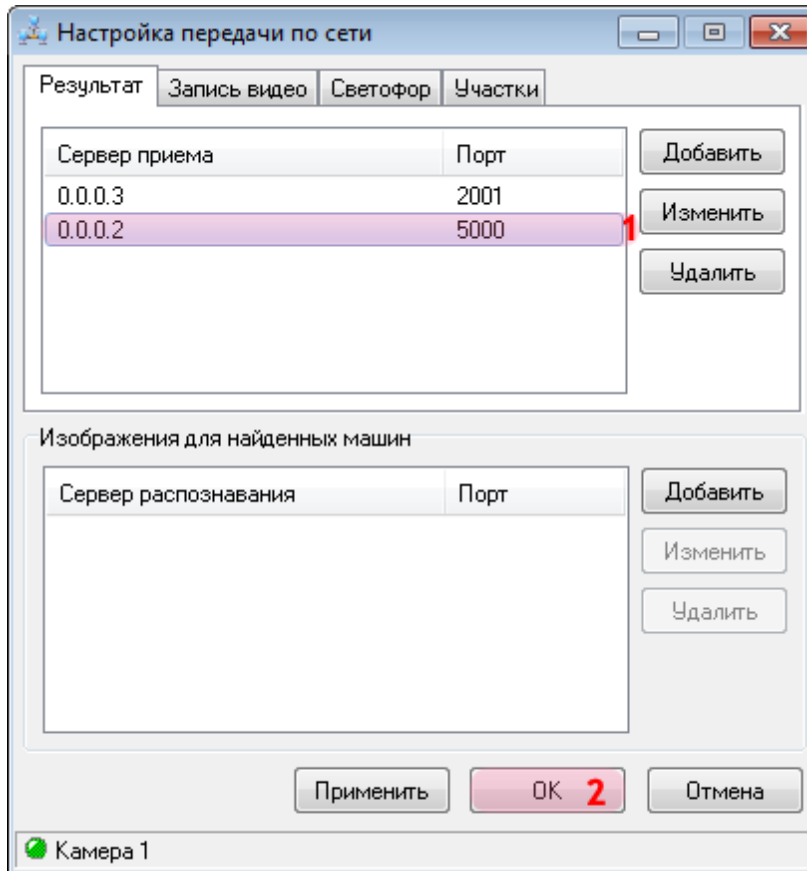 Настройка передачи по сети
Результат Запись видео Светофор Участки
Сервер приема Порт
0.0.0.3 2001
0.0.0.2 5000 1
Добавить
Изменить
Удалить
Изображения для найденных машин
Сервер распознавания Порт
Добавить
Изменить
Удалить
Применить OK 2 Отмена
Камера 1